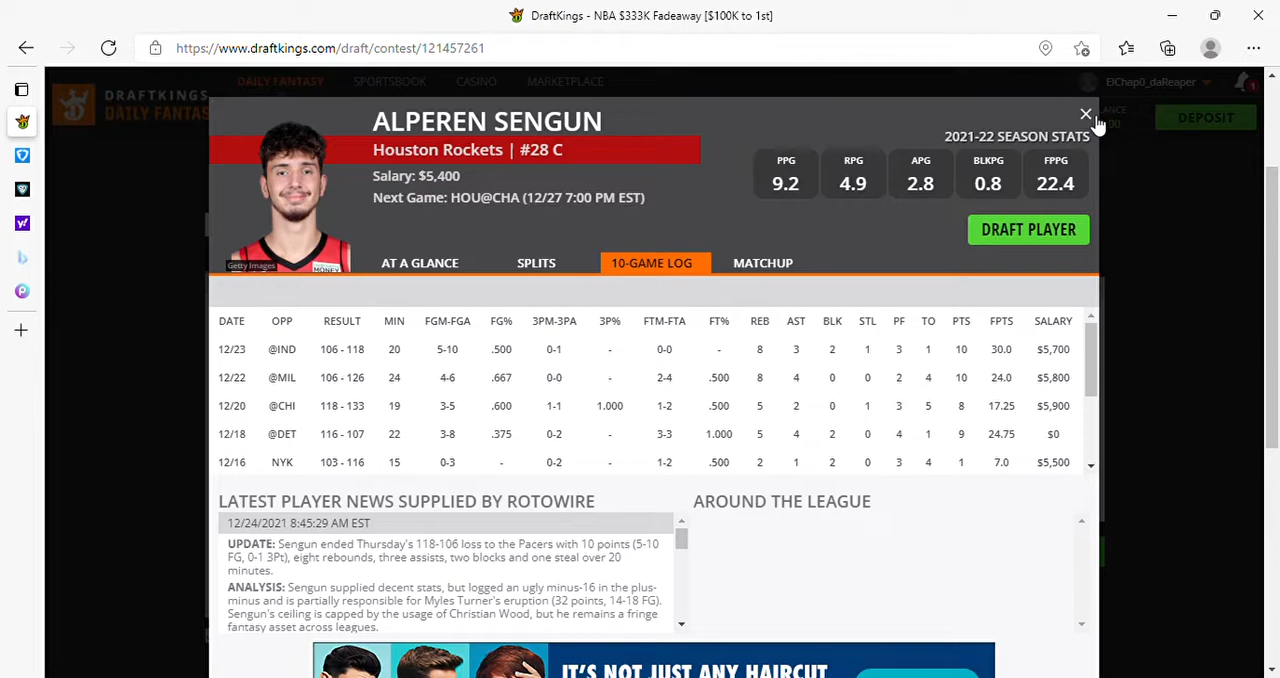 DraftKings - NBA $333K Fadeaway [$100K to 1st]
https://www.draftkings.com/draft/contest/121457261
DRAFTKINGS
DAILY FANTAS
DAILY FANTASY SPORTSBOOK CASINO MARKETPLACE
ElChap0_daReaper
1
DEPOSIT
ALPEREN SENGUN
Houston Rockets | #28 C
Salary: $5,400
Next Game: HOU@CHA (12/27 7:00 PM EST)
Getty Images
2021-22 SEASON STATS
PPG RPG APG BLKPG FPPG
9.2 4.9 2.8 0.8 22.4
DRAFT PLAYER
AT A GLANCE SPLITS 10-GAME LOG MATCHUP
DATE OPP RESULT MIN FGM-FGA FG% 3PM-3PA 3P% FTM-FTA FT% REB AST BLK STL PF TO PTS FPTS SALARY
12/23 @IND 106 - 118 20 5-10 .500 0-1 - 0-0 - 8 3 2 1 3 1 10 30.0 $5,700
12/22 @MIL 106 - 126 24 4-6 .667 0-0 - 2-4 .500 8 4 0 0 2 4 10 24.0 $5,800
12/20 @CHI 118 - 133 19 3-5 .600 1-1 1.000 1-2 .500 5 2 0 1 3 5 8 17.25 $5,900
12/18 @DET 116 - 107 22 3-8 .375 0-2 - 3-3 1.000 5 4 2 0 4 1 9 24.75 $0
12/16 NYK 103 - 116 15 0-3 - 0-2 - 1-2 .500 2 1 2 0 3 4 1 7.0 $5,500
LATEST PLAYER NEWS SUPPLIED BY ROTOWIRE
12/24/2021 8:45:29 AM EST
UPDATE: Sengun ended Thursday's 118-106 loss to the Pacers with 10 points (5-10
FG, 0-1 3Pt), eight rebounds, three assists, two blocks and one steal over 20
minutes.
ANALYSIS: Sengun supplied decent stats, but logged an ugly minus-16 in the plus-
minus and is partially responsible for Myles Turner's eruption (32 points, 14-18 FG).
Sengun's ceiling is capped by the usage of Christian Wood, but he remains a fringe
fantasy asset across leagues.
AROUND THE LEAGUE
IT'S NOT JUST ANY HAIRCUT